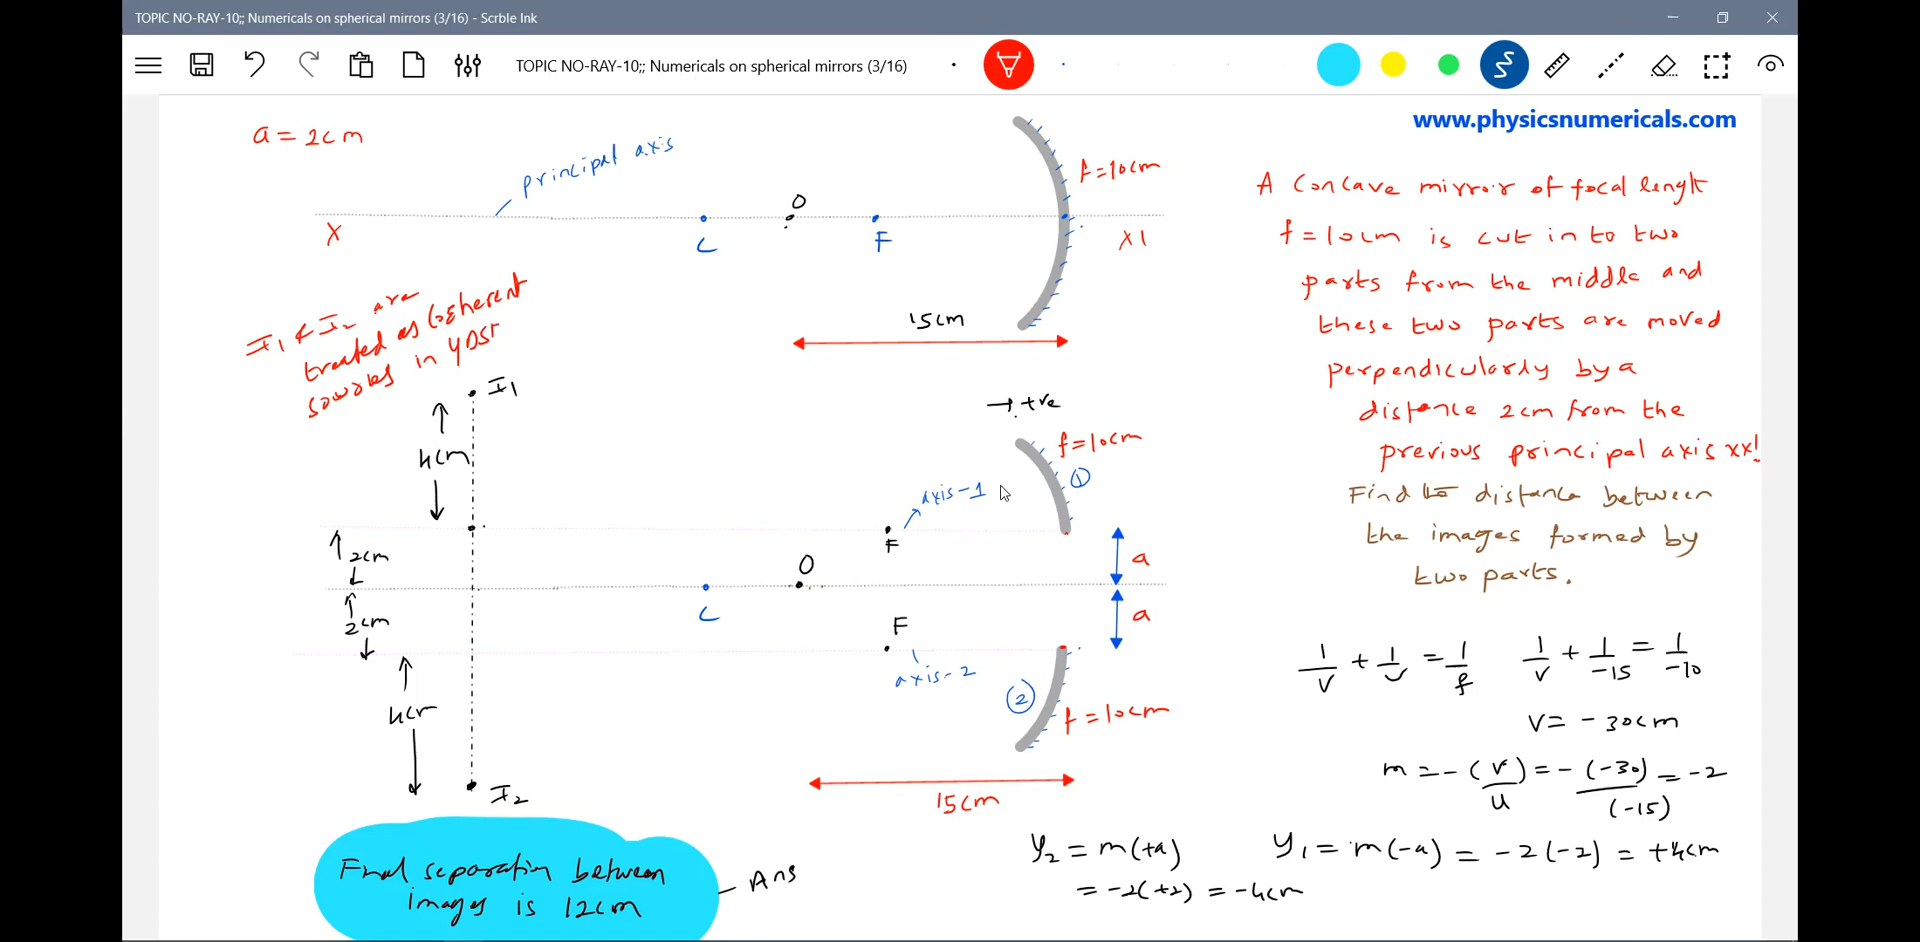 TOPIC NO-RAY-10;; Numericals on spherical mirrors (3/16) - Scrble Ink
TOPIC NO-RAY-10;; Numericals on spherical mirrors (3/16)
www.physicsnumericals.com
a = 2cm
principal axis
O
C
F
X
X1
f=10cm
15cm
I1 & I2 are
treated as Coherent
sources in YDSE
A Concave mirror of focal lengt
f=10cm is cut in to two
parts from the middle and
these two parts are moved
perpendicularly by a
distance 2cm from the
previous principal axis xx!
Find distance between
the images formed by
two parts.
I1
4cm
→ +ve
f=10cm
①
axis-1
F
2cm
a
O
C
2cm
a
F
axis-2
②
f=10cm
4cm
I2
15cm
1/v + 1/u = 1/f
1/v + 1/-15 = 1/-10
v = -30cm
m = -(v/u) = -(-30)/(-15) = -2
y2 = m(+a)
= -2(+2) = -4cm
y1 = m(-a) = -2(-2) = +4cm
Final separation between
images is 12cm
- Ans